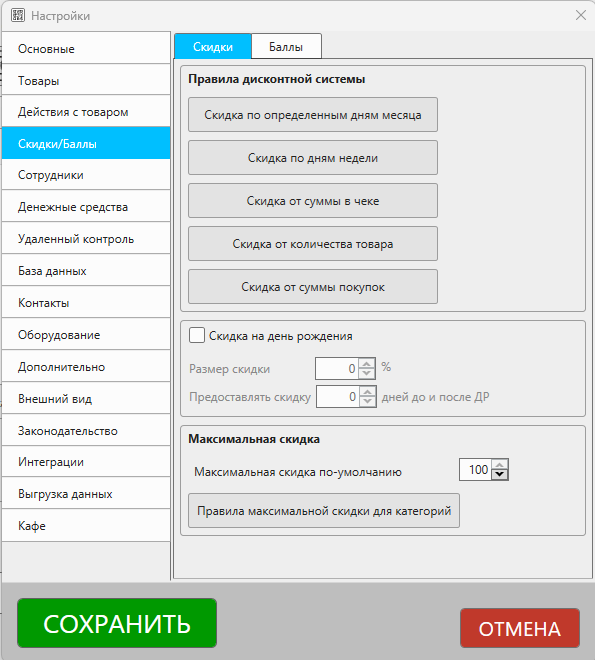 Настройки
Основные
Товары
Действия с товаром
Скидки/Баллы
Сотрудники
Денежные средства
Удаленный контроль
База данных
Контакты
Оборудование
Дополнительно
Внешний вид
Законодательство
Интеграции
Выгрузка данных
Кафе
Скидки
Баллы
Правила дисконтной системы
Скидка по определенным дням месяца
Скидка по дням недели
Скидка от суммы в чеке
Скидка от количества товара
Скидка от суммы покупок
Скидка на день рождения
Размер скидки 0 %
Предоставлять скидку 0 дней до и после ДР
Максимальная скидка
Максимальная скидка по-умолчанию 100
Правила максимальной скидки для категорий
СОХРАНИТЬ
ОТМЕНА